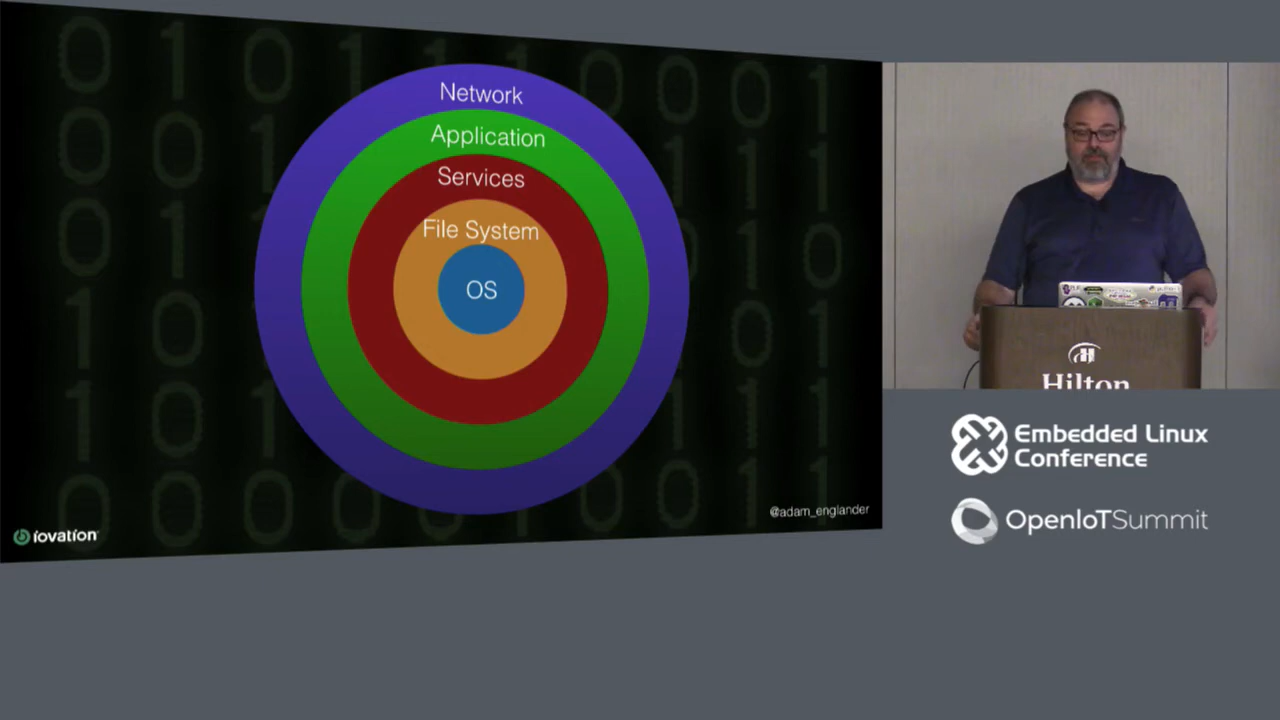 Network
Application
Services
File System
OS
iovation
@adam_englander
Hilton
Embedded Linux
Conference
OpenIoTSummit